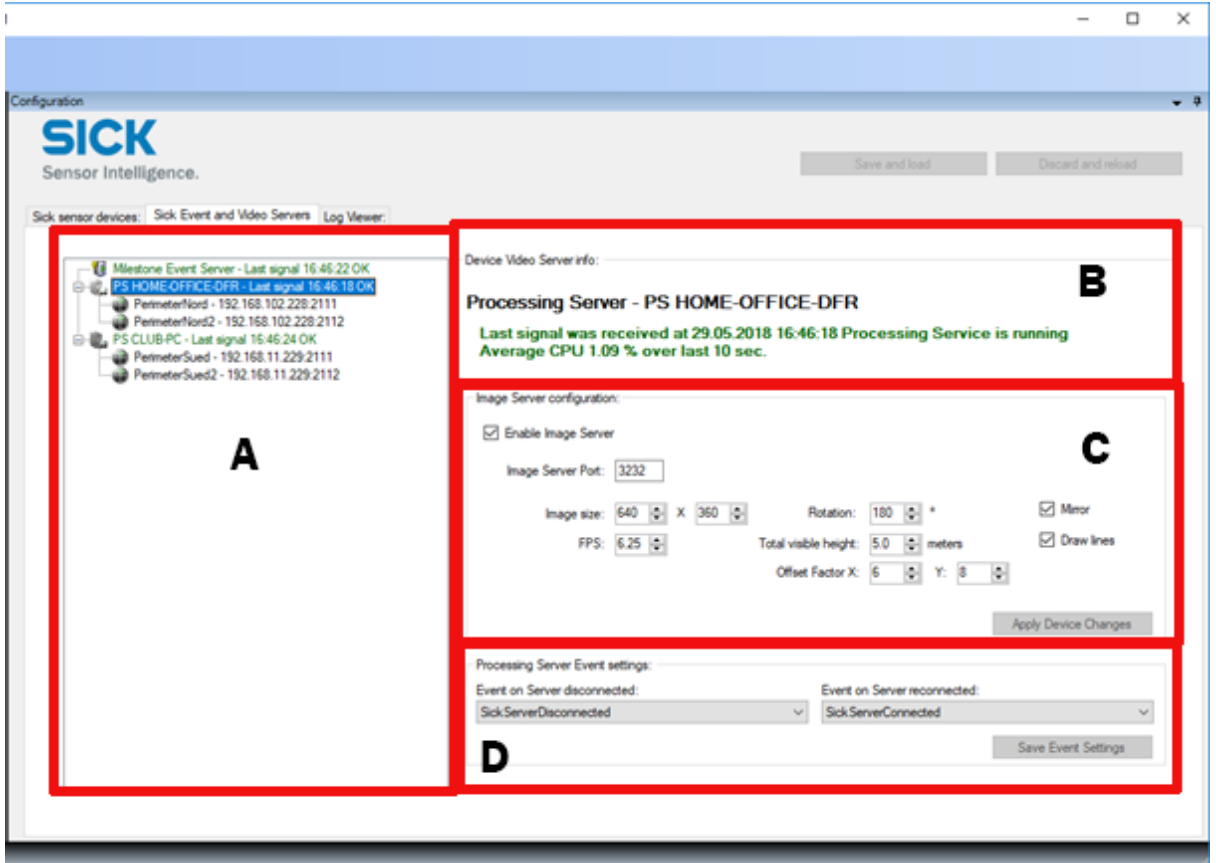 Configuration
SICK
Sensor Intelligence.
Save and load
Discard and reload
Sick sensor devices:
Sick Event and Video Servers
Log Viewer:
Milestone Event Server - Last signal 16:46:22 OK
PS HOME-OFFICE-DFR - Last signal 16:46:18 OK
PerimeterNord - 192.168.102.228:2111
PerimeterNord2 - 192.168.102.228:2112
PS CLUB-PC - Last signal 16:46:24 OK
PerimeterSued - 192.168.11.229:2111
PerimeterSued2 - 192.168.11.229:2112
A
Device Video Server info:
B
Processing Server - PS HOME-OFFICE-DFR
Last signal was received at 29.05.2018 16:46:18 Processing Service is running
Average CPU 1.09 % over last 10 sec.
Image Server configuration:
Enable Image Server
C
Image Server Port: 3232
Image size: 640 X 360
Rotation: 180 °
Mirror
FPS: 6.25
Total visible height: 5.0 meters
Draw lines
Offset Factor X: 6 Y: 8
Apply Device Changes
Processing Server Event settings:
Event on Server disconnected:
Event on Server reconnected:
SickServerDisconnected
SickServerConnected
D
Save Event Settings